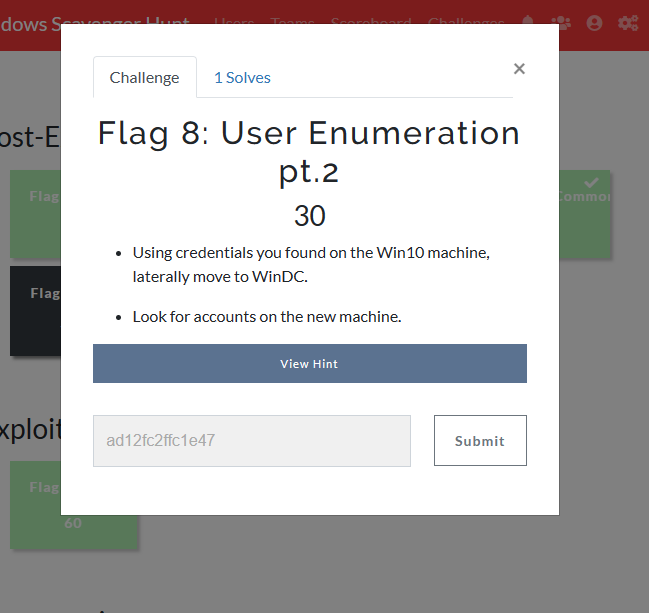 dows Scavenger Hunt Users Teams Scoreboard Challenges
Challenge 1 Solves ×
ost-E
Flag 8: User Enumeration
pt.2
30
Flag
Common
Using credentials you found on the Win10 machine,
laterally move to WinDC.
Flag
Look for accounts on the new machine.
View Hint
xploit
ad12fc2ffc1e47 Submit
Flag
60